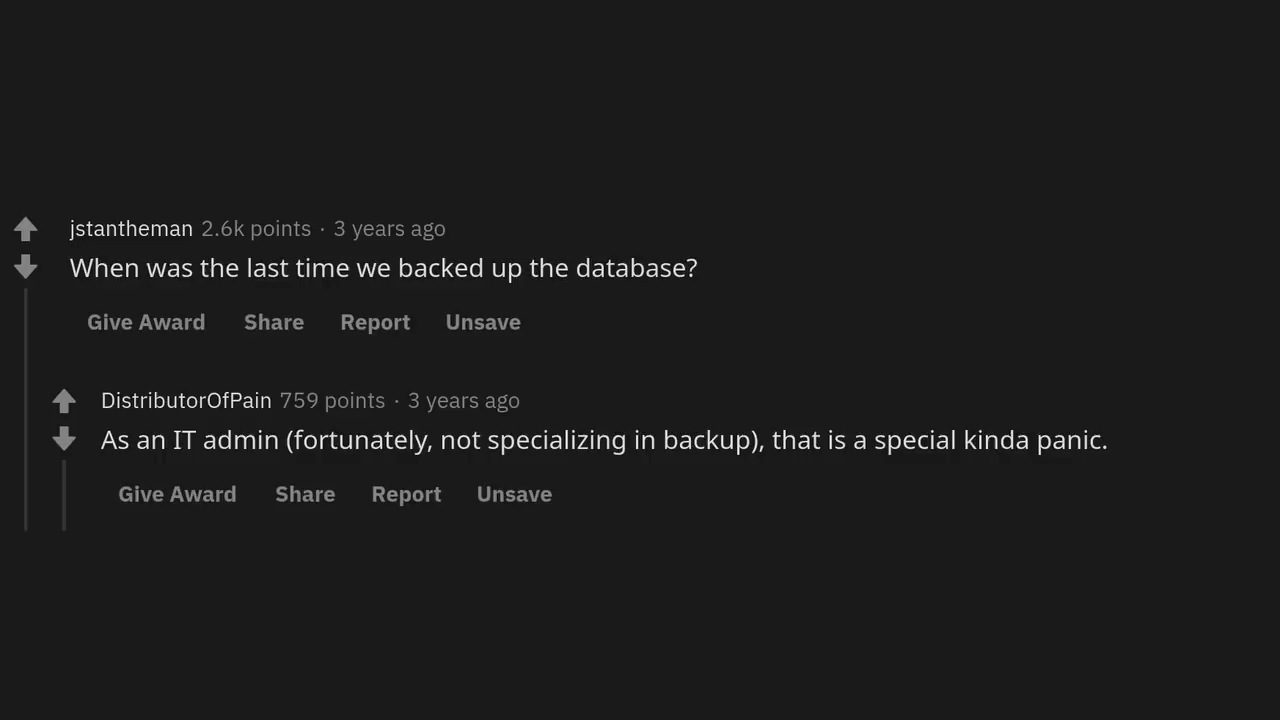 jstantheman 2.6k points · 3 years ago
When was the last time we backed up the database?
Give Award Share Report Unsave
DistributorOfPain 759 points · 3 years ago
As an IT admin (fortunately, not specializing in backup), that is a special kinda panic.
Give Award Share Report Unsave